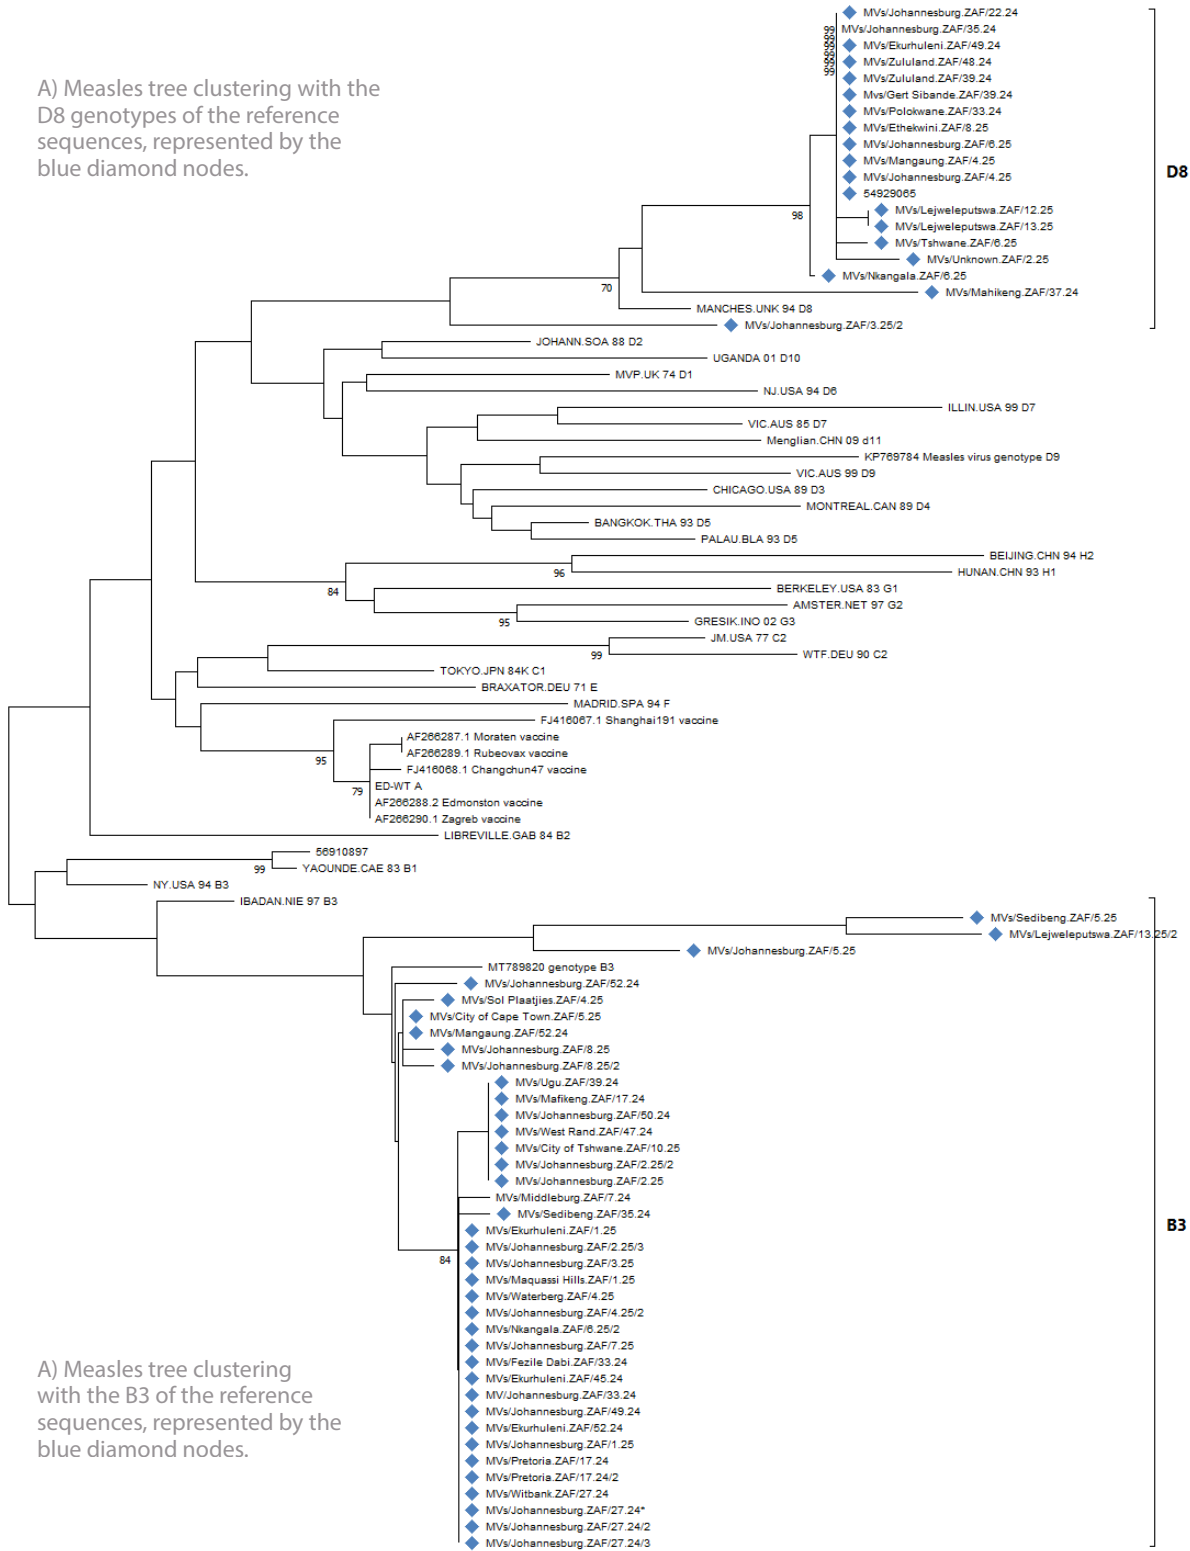 A) Measles tree clustering with the
D8 genotypes of the reference
sequences, represented by the
blue diamond nodes.
MVs/Johannesburg.ZAF/22.24
99
MVs/Johannesburg.ZAF/35.24
99
MVs/Ekurhuleni.ZAF/49.24
99
MVs/Zululand.ZAF/48.24
99
MVs/Zululand.ZAF/39.24
Mvs/Gert Sibande.ZAF/39.24
MVs/Polokwane.ZAF/33.24
MVs/Ethekwini.ZAF/8.25
MVs/Johannesburg.ZAF/6.25
MVs/Mangaung.ZAF/4.25
D8
MVs/Johannesburg.ZAF/4.25
54929065
MVs/Lejweleputswa.ZAF/12.25
98
MVs/Lejweleputswa.ZAF/13.25
MVs/Tshwane.ZAF/6.25
MVs/Unknown.ZAF/2.25
MVs/Nkangala.ZAF/6.25
70
MVs/Mahikeng.ZAF/37.24
MANCHES.UNK 94 D8
MVs/Johannesburg.ZAF/3.25/2
JOHANN.SOA 88 D2
UGANDA 01 D10
MVP.UK 74 D1
NJ.USA 94 D6
ILLIN.USA 99 D7
VIC.AUS 85 D7
Menglian.CHN 09 d11
KP769784 Measles virus genotype D9
VIC.AUS 99 D9
CHICAGO.USA 89 D3
MONTREAL.CAN 89 D4
BANGKOK.THA 93 D5
PALAU.BLA 93 D5
BEIJING.CHN 94 H2
96
HUNAN.CHN 93 H1
84
BERKELEY.USA 83 G1
AMSTER.NET 97 G2
95
GRESIK.INO 02 G3
JM.USA 77 C2
99
WTF.DEU 90 C2
TOKYO.JPN 84K C1
BRAXATOR.DEU 71 E
MADRID.SPA 94 F
FJ416067.1 Shanghai191 vaccine
AF266287.1 Moraten vaccine
AF266289.1 Rubeovax vaccine
95
FJ416068.1 Changchun47 vaccine
79
ED-WT A
AF266288.2 Edmonston vaccine
AF266290.1 Zagreb vaccine
LIBREVILLE.GAB 84 B2
56910897
99
YAOUNDE.CAE 83 B1
NY.USA 94 B3
IBADAN.NIE 97 B3
MVs/Sedibeng.ZAF/5.25
MVs/Lejweleputswa.ZAF/13.25/2
MVs/Johannesburg.ZAF/5.25
MT789820 genotype B3
MVs/Johannesburg.ZAF/52.24
MVs/Sol Plaatjies.ZAF/4.25
MVs/City of Cape Town.ZAF/5.25
MVs/Mangaung.ZAF/52.24
MVs/Johannesburg.ZAF/8.25
MVs/Johannesburg.ZAF/8.25/2
MVs/Ugu.ZAF/39.24
MVs/Mafikeng.ZAF/17.24
MVs/Johannesburg.ZAF/50.24
MVs/West Rand.ZAF/47.24
MVs/City of Tshwane.ZAF/10.25
MVs/Johannesburg.ZAF/2.25/2
MVs/Johannesburg.ZAF/2.25
MVs/Middleburg.ZAF/7.24
MVs/Sedibeng.ZAF/35.24
B3
MVs/Ekurhuleni.ZAF/1.25
MVs/Johannesburg.ZAF/2.25/3
84
MVs/Johannesburg.ZAF/3.25
MVs/Maquassi Hills.ZAF/1.25
MVs/Waterberg.ZAF/4.25
MVs/Johannesburg.ZAF/4.25/2
MVs/Nkangala.ZAF/6.25/2
MVs/Johannesburg.ZAF/7.25
MVs/Fezile Dabi.ZAF/33.24
MVs/Ekurhuleni.ZAF/45.24
MV/Johannesburg.ZAF/33.24
MVs/Johannesburg.ZAF/49.24
MVs/Ekurhuleni.ZAF/52.24
MVs/Johannesburg.ZAF/1.25
MVs/Pretoria.ZAF/17.24
MVs/Pretoria.ZAF/17.24/2
MVs/Witbank.ZAF/27.24
MVs/Johannesburg.ZAF/27.24*
MVs/Johannesburg.ZAF/27.24/2
MVs/Johannesburg.ZAF/27.24/3
A) Measles tree clustering
with the B3 of the reference
sequences, represented by the
blue diamond nodes.